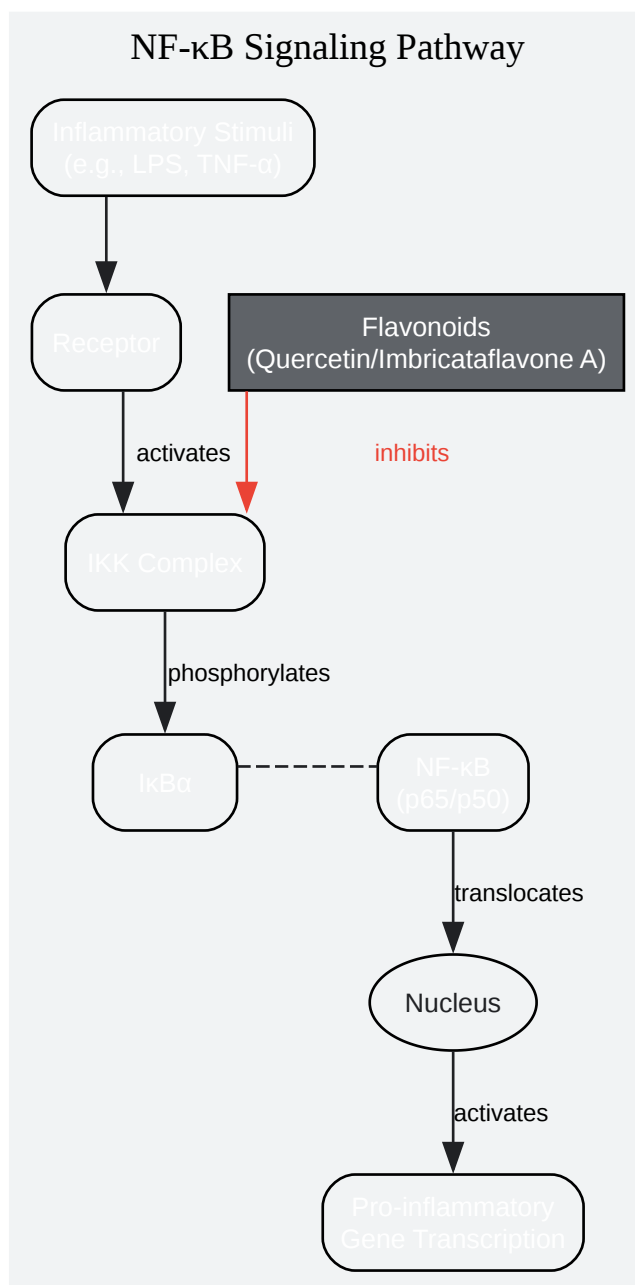 NF-κB Signaling Pathway
Inflammatory Stimuli
(e.g., LPS, TNF-α)
Receptor
Flavonoids
(Quercetin/Imbricataflavone A)
activates
inhibits
IKK Complex
phosphorylates
IκBα
NF-κB
(p65/p50)
translocates
Nucleus
activates
Pro-inflammatory
Gene Transcription